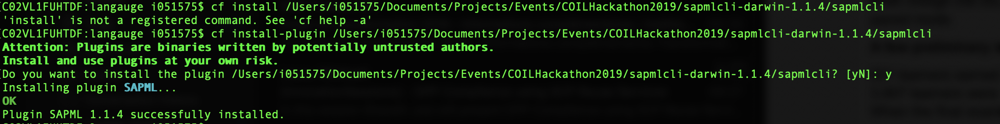 C02VL1FUHTDF:langauge i051575$ cf install /Users/i051575/Documents/Projects/Events/COILHackathon2019/sapmlcli-darwin-1.1.4/sapmlcli
'install' is not a registered command. See 'cf help -a'
C02VL1FUHTDF:langauge i051575$ cf install-plugin /Users/i051575/Documents/Projects/Events/COILHackathon2019/sapmlcli-darwin-1.1.4/sapmlcli
Attention: Plugins are binaries written by potentially untrusted authors.
Install and use plugins at your own risk.
Do you want to install the plugin /Users/i051575/Documents/Projects/Events/COILHackathon2019/sapmlcli-darwin-1.1.4/sapmlcli? [yN]: y
Installing plugin SAPML...
OK
Plugin SAPML 1.1.4 successfully installed.